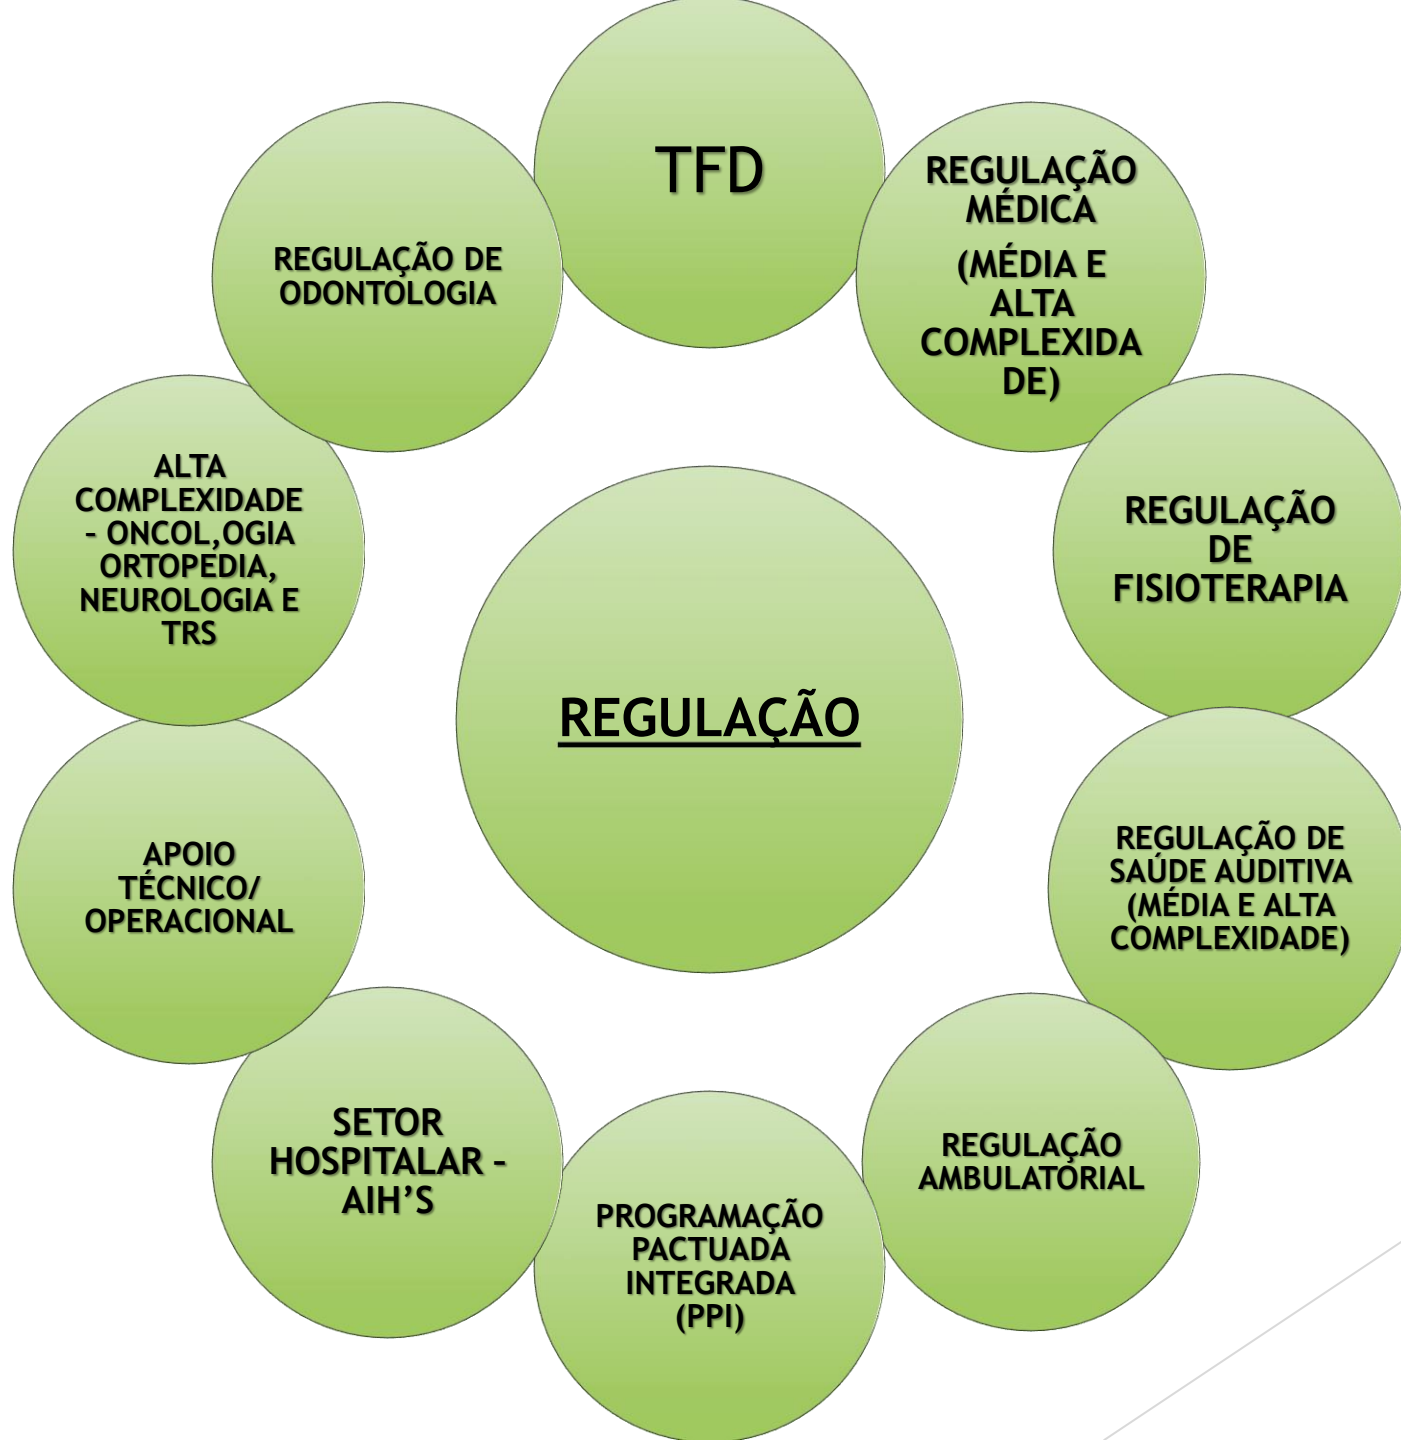 TFD
REGULAÇÃO
MÉDICA
(MÉDIA E
ALTA
COMPLEXIDA
DE)
REGULAÇÃO
DE
FISIOTERAPIA
REGULAÇÃO DE
SAÚDE AUDITIVA
(MÉDIA E ALTA
COMPLEXIDADE)
REGULAÇÃO
AMBULATORIAL
PROGRAMAÇÃO
PACTUADA
INTEGRADA
(PPI)
SETOR
HOSPITALAR –
AIH’S
APOIO
TÉCNICO/
OPERACIONAL
ALTA
COMPLEXIDADE
– ONCOL,OGIA
ORTOPEDIA,
NEUROLOGIA E
TRS
REGULAÇÃO DE
ODONTOLOGIA
REGULAÇÃO